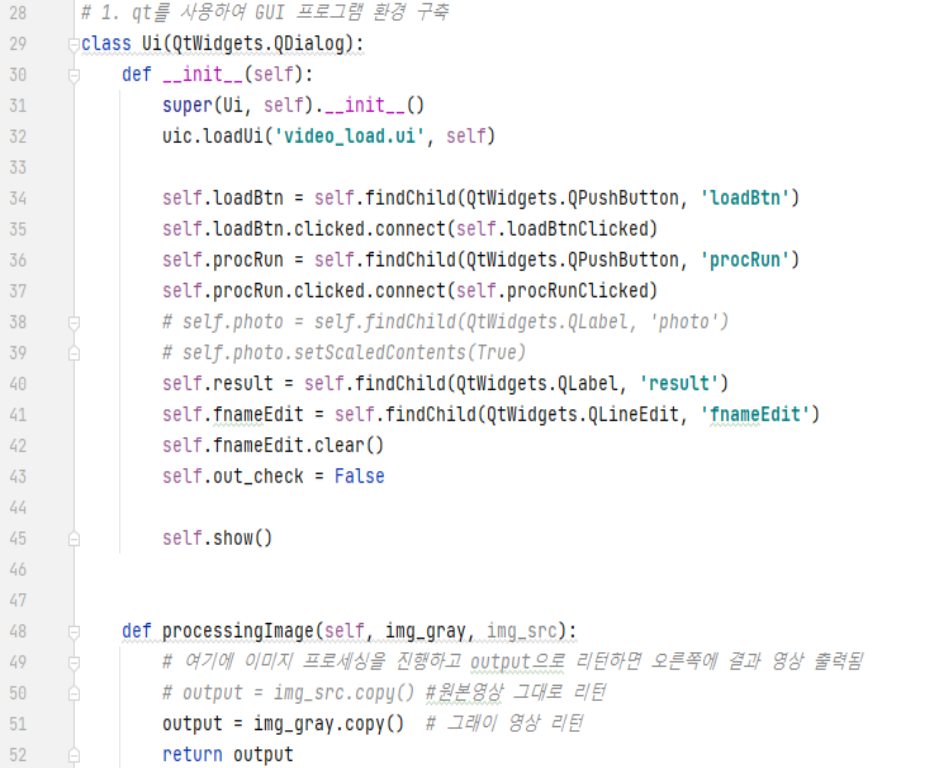 28 # 1. qt를 사용하여 GUI 프로그램 환경 구축
29 class Ui(QtWidgets.QDialog):
30 def __init__(self):
31 super(Ui, self).__init__()
32 uic.loadUi('video_load.ui', self)
33
34 self.loadBtn = self.findChild(QtWidgets.QPushButton, 'loadBtn')
35 self.loadBtn.clicked.connect(self.loadBtnClicked)
36 self.procRun = self.findChild(QtWidgets.QPushButton, 'procRun')
37 self.procRun.clicked.connect(self.procRunClicked)
38 # self.photo = self.findChild(QtWidgets.QLabel, 'photo')
39 # self.photo.setScaledContents(True)
40 self.result = self.findChild(QtWidgets.QLabel, 'result')
41 self.fnameEdit = self.findChild(QtWidgets.QLineEdit, 'fnameEdit')
42 self.fnameEdit.clear()
43 self.out_check = False
44
45 self.show()
46
47
48 def processingImage(self, img_gray, img_src):
49 # 여기에 이미지 프로세싱을 진행하고 output으로 리턴하면 오른쪽에 결과 영상 출력됨
50 # output = img_src.copy() #원본영상 그대로 리턴
51 output = img_gray.copy() # 그래이 영상 리턴
52 return output